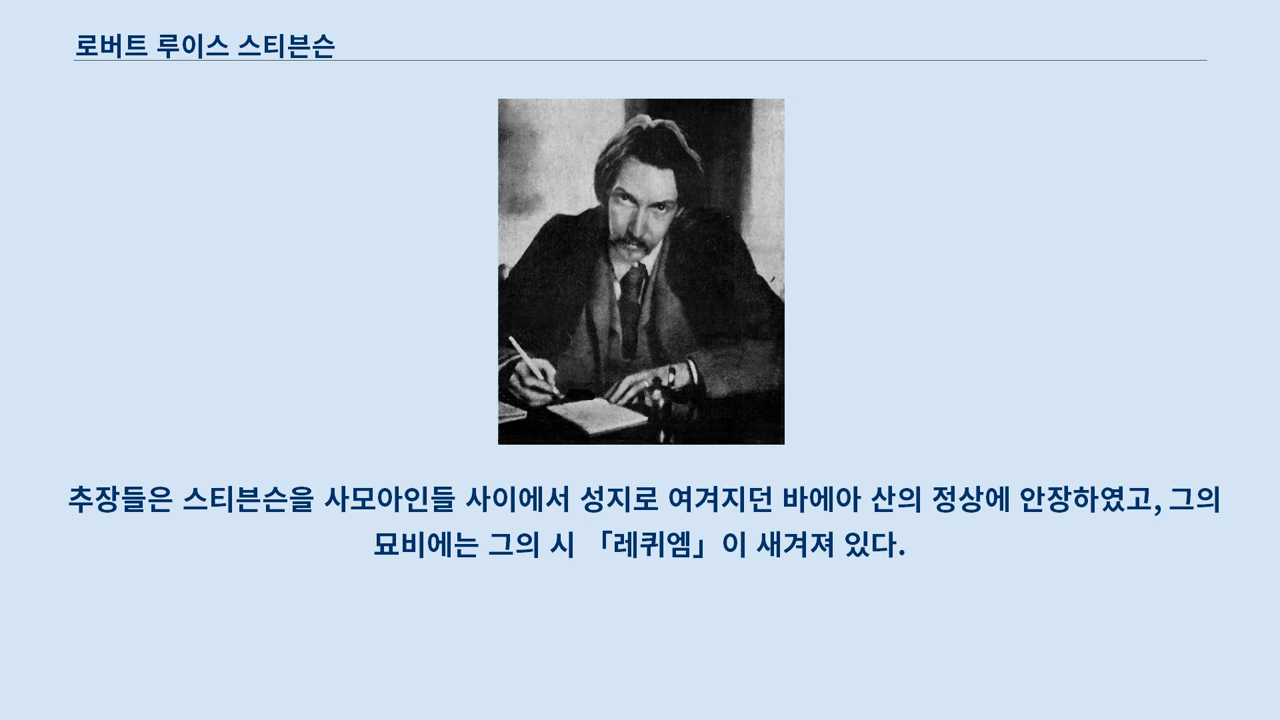 로버트 루이스 스티븐슨
추장들은 스티븐슨을 사모아인들 사이에서 성지로 여겨지던 바에아 산의 정상에 안장하였고, 그의
묘비에는 그의 시 「레퀴엠」이 새겨져 있다.